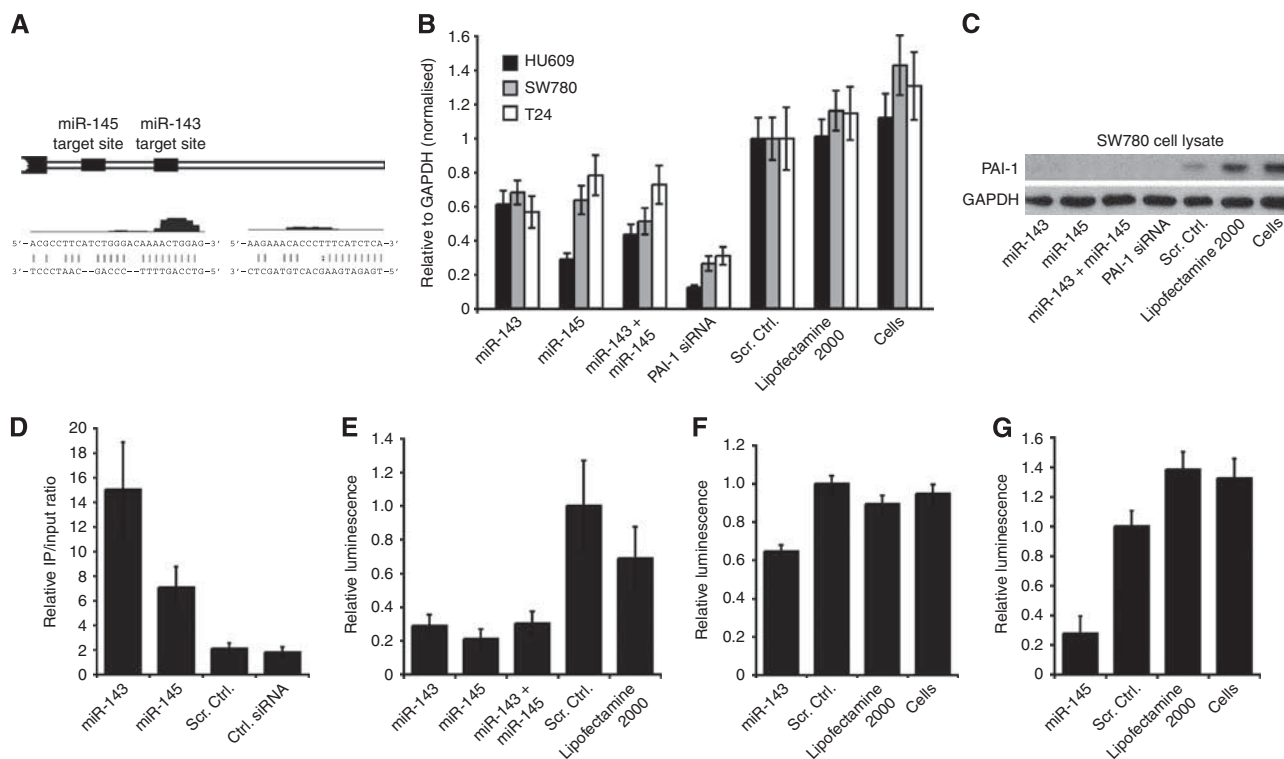 A
miR-145 target site
miR-143 target site
5'-ACGCCTTCATCTGGGACAAAACTGGAG-3'
3'-TCCCTAAC--GACCC-TTTTGACCTG-5'
5'-AAGAAACACCCTTTCATCTCA-3'
3'-CTCGATGTCACGAAGTAGAGT-5'
B
Relative to GAPDH (normalised)
1.6
1.4
1.2
1.0
0.8
0.6
0.4
0.2
0
HU609
SW780
T24
miR-143
miR-145
miR-143 + miR-145
PAI-1 siRNA
Scr. Ctrl.
Lipofectamine 2000
Cells
C
SW780 cell lysate
PAI-1
GAPDH
miR-143
miR-145
miR-143 + miR-145
PAI-1 siRNA
Scr. Ctrl.
Lipofectamine 2000
Cells
D
Relative IP/input ratio
20
18
16
14
12
10
8
6
4
2
0
miR-143
miR-145
Scr. Ctrl.
Ctrl. siRNA
E
Relative luminescence
1.4
1.2
1.0
0.8
0.6
0.4
0.2
0
miR-143
miR-145
miR-143 + miR-145
Scr. Ctrl.
Lipofectamine 2000
F
Relative luminescence
1.2
1.0
0.8
0.6
0.4
0.2
0
miR-143
Scr. Ctrl.
Lipofectamine 2000
Cells
G
Relative luminescence
1.6
1.4
1.2
1.0
0.8
0.6
0.4
0.2
0
miR-145
Scr. Ctrl.
Lipofectamine 2000
Cells